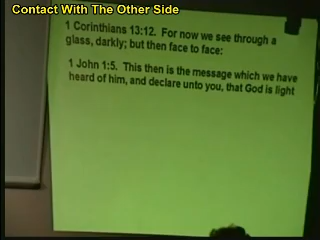 Contact With The Other Side
1 Corinthians 13:12. For now we see through a
glass, darkly; but then face to face:
1 John 1:5. This then is the message which we have
heard of him, and declare unto you, that God is light